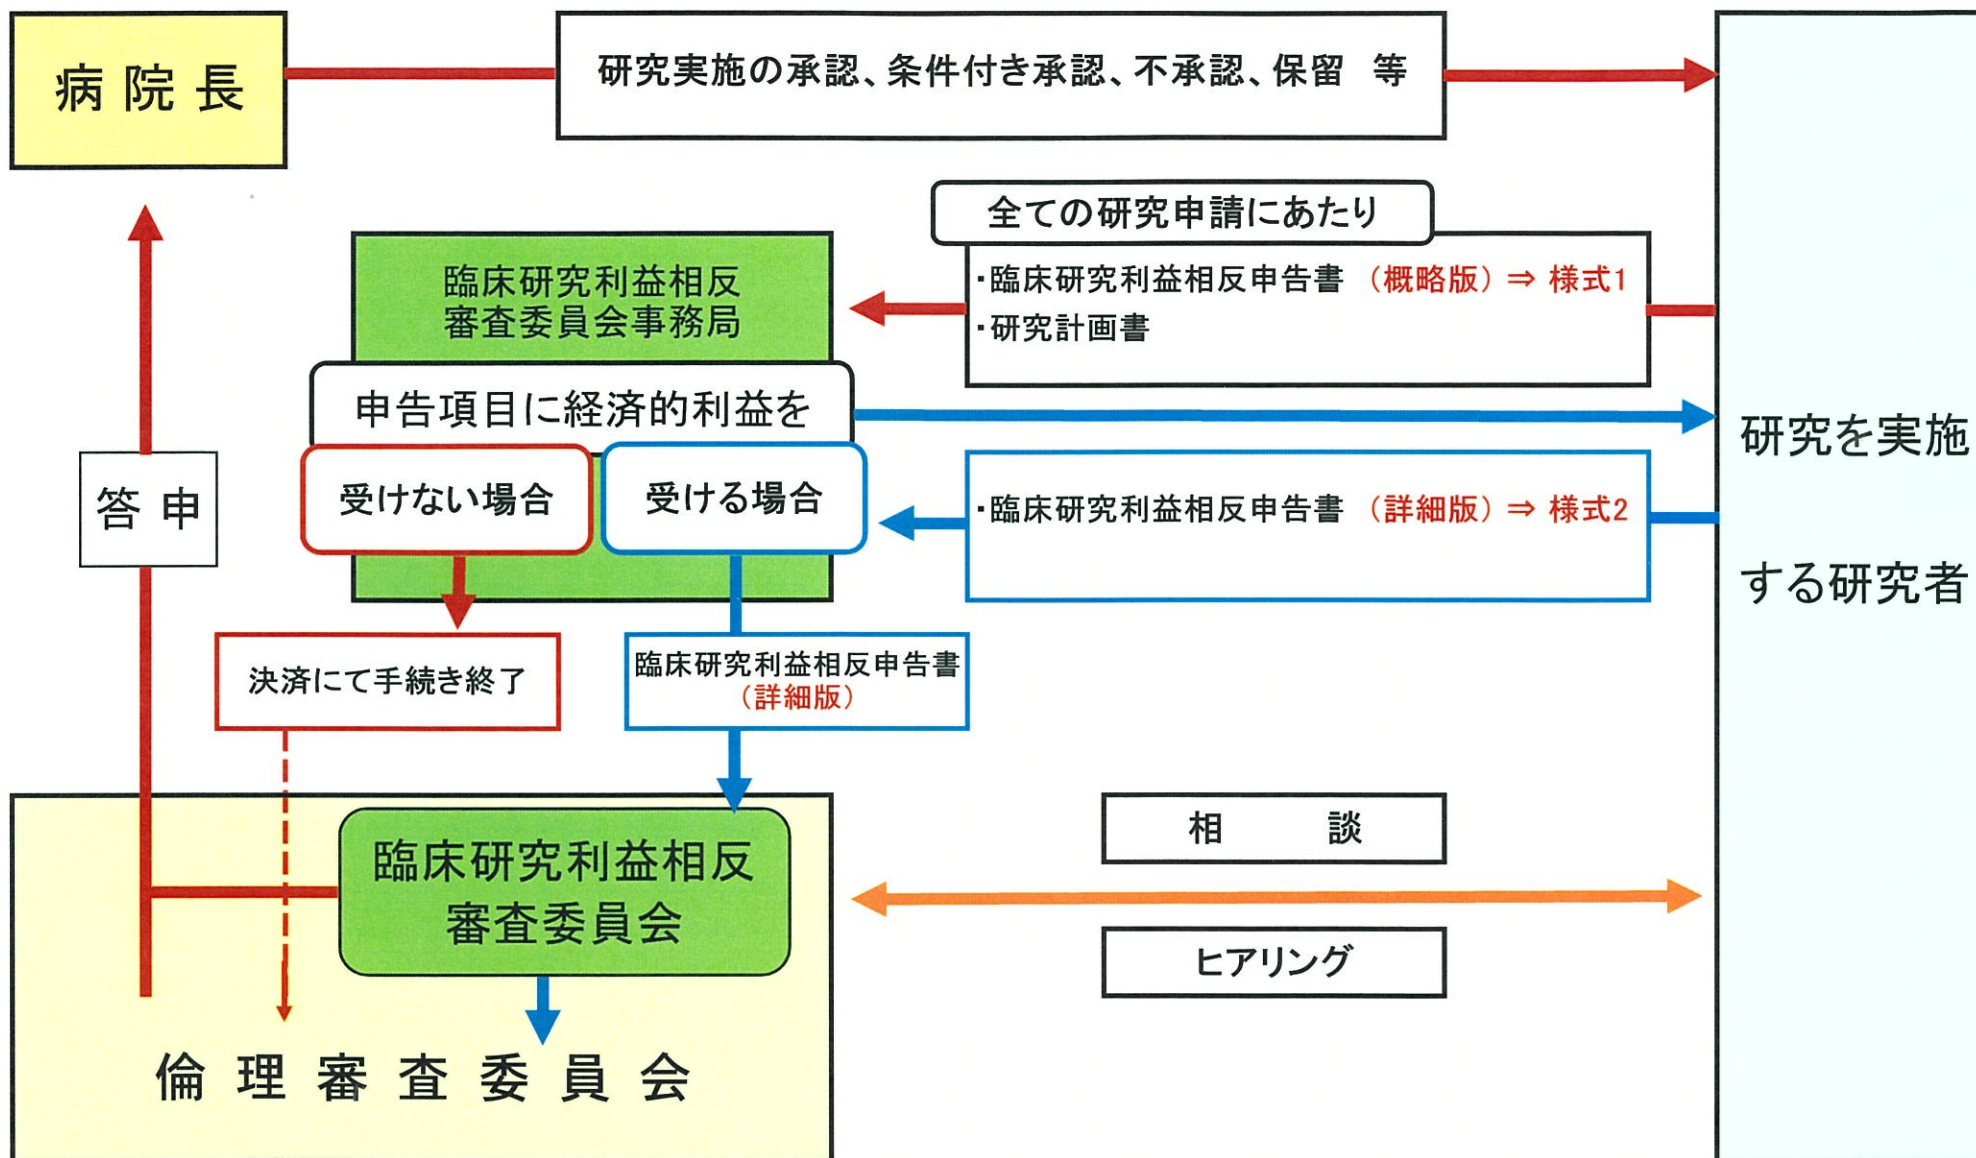 病院長
研究実施の承認、条件付き承認、不承認、保留 等
全ての研究申請にあたり
・臨床研究利益相反申告書 (概略版) ⇒ 様式1
・研究計画書
臨床研究利益相反
審査委員会事務局
申告項目に経済的利益を
受けない場合
受ける場合
・臨床研究利益相反申告書 (詳細版) ⇒ 様式2
研究を実施
する研究者
答申
決済にて手続き終了
臨床研究利益相反申告書
(詳細版)
臨床研究利益相反
審査委員会
相 談
ヒアリング
倫理審査委員会